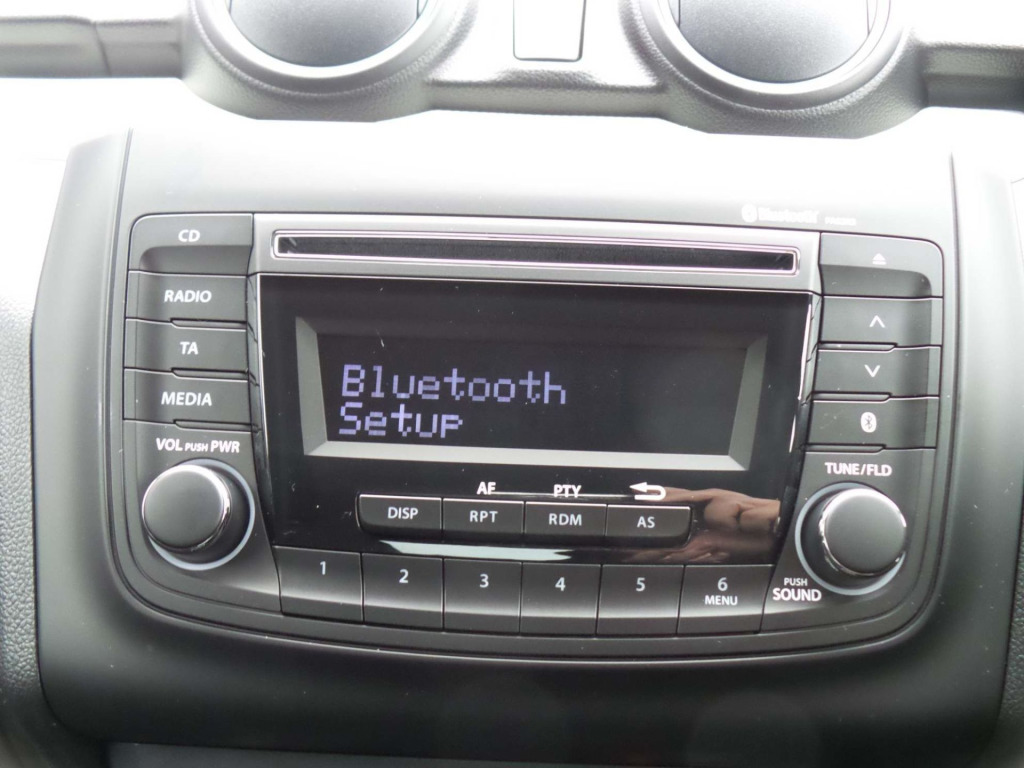 Bluetooth
CD
RADIO
TA
MEDIA
VOL PUSH PWR
Bluetooth
Setup
AF PTY
DISP RPT RDM AS
TUNE/FLD
PUSH
SOUND
1 2 3 4 5 6
MENU